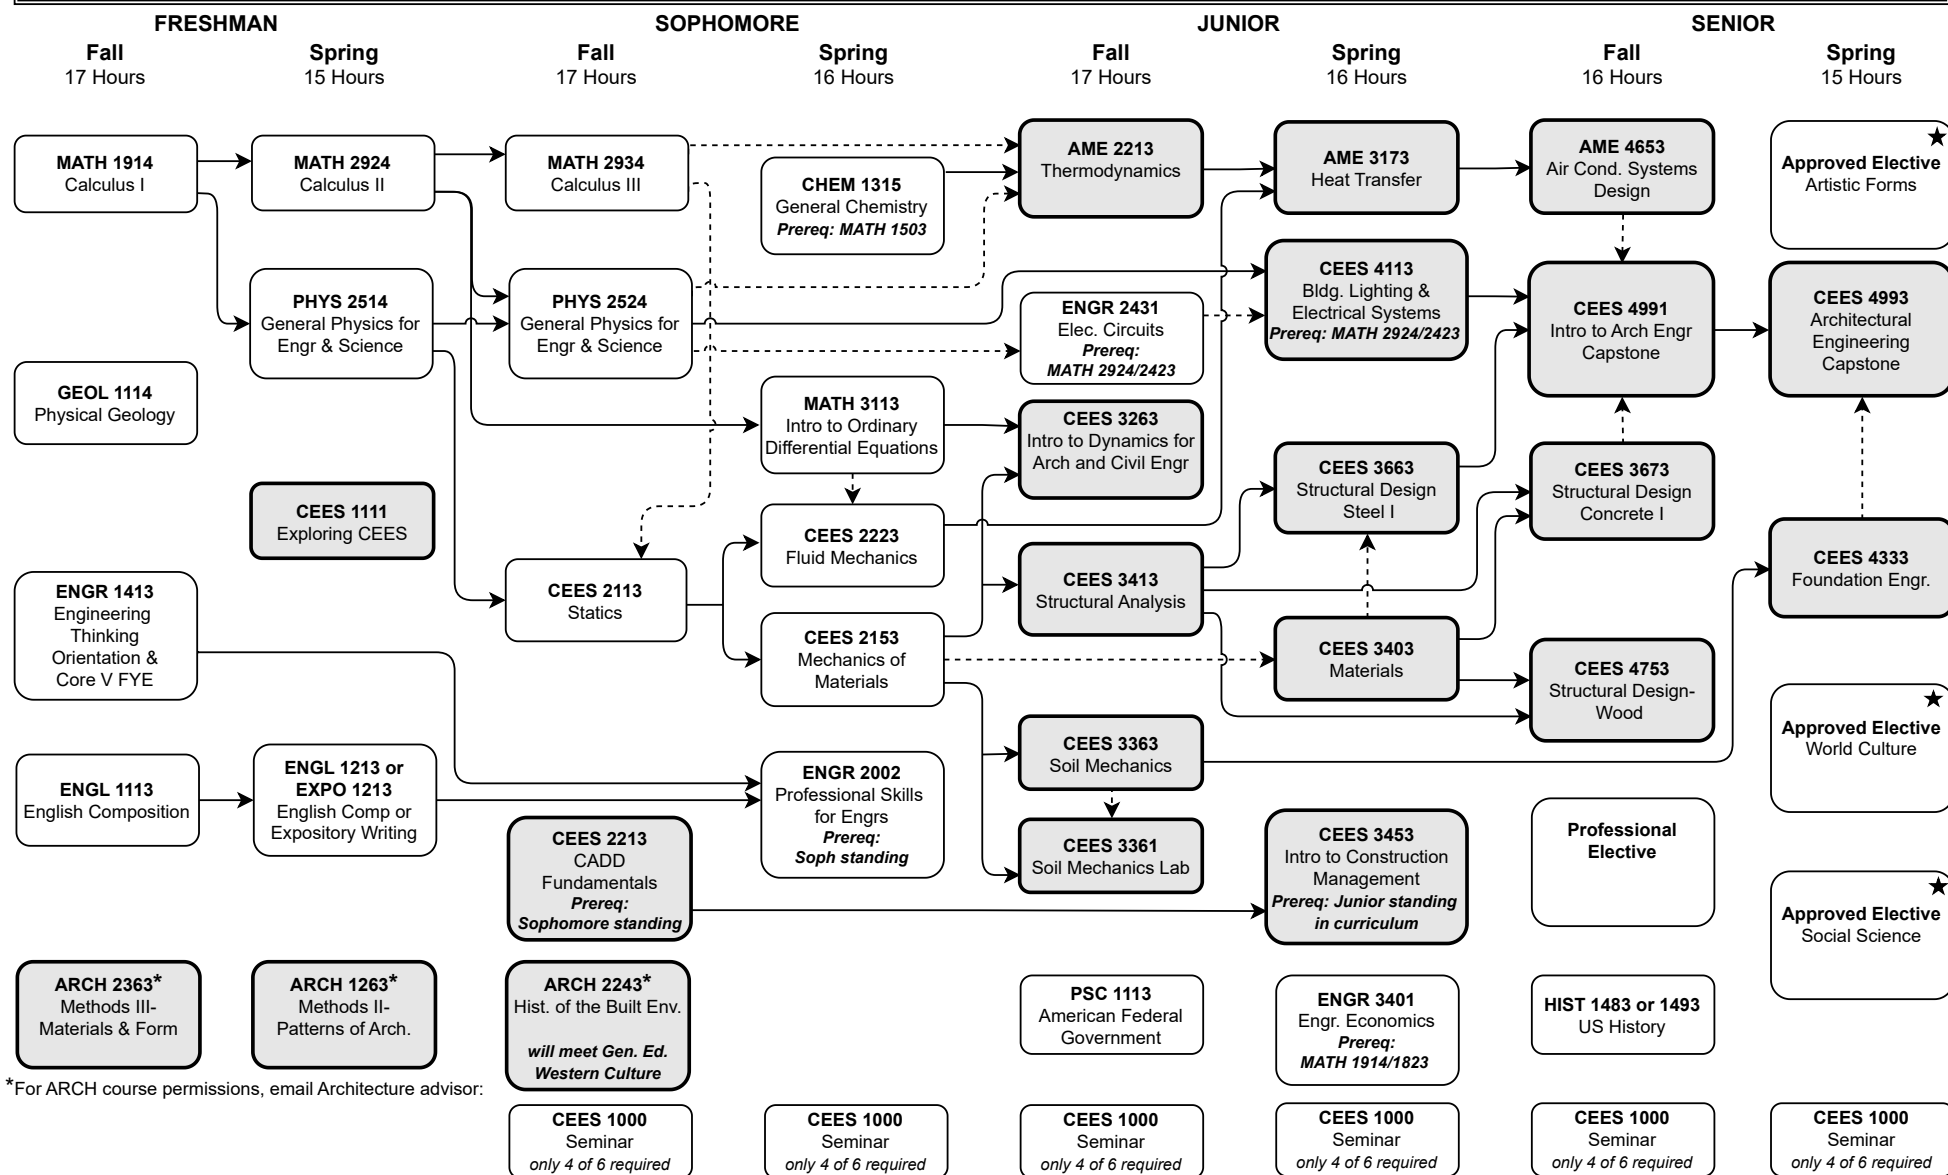 FRESHMAN
SOPHOMORE
JUNIOR
SENIOR
Fall
17 Hours
Spring
15 Hours
Fall
17 Hours
Spring
16 Hours
Fall
17 Hours
Spring
16 Hours
Fall
16 Hours
Spring
15 Hours
MATH 1914
Calculus I
GEOL 1114
Physical Geology
ENGR 1413
Engineering
Thinking
Orientation &
Core V FYE
ENGL 1113
English Composition
ARCH 2363*
Methods III-
Materials & Form
*For ARCH course permissions, email Architecture advisor:
MATH 2924
Calculus II
PHYS 2514
General Physics for
Engr & Science
CEES 1111
Exploring CEES
ENGL 1213 or
EXPO 1213
English Comp or
Expository Writing
ARCH 1263*
Methods II-
Patterns of Arch.
MATH 2934
Calculus III
PHYS 2524
General Physics for
Engr & Science
CEES 2113
Statics
CEES 2213
CADD
Fundamentals
Prereq:
Sophomore standing
ARCH 2243*
Hist. of the Built Env.
will meet Gen. Ed.
Western Culture
CEES 1000
Seminar
only 4 of 6 required
CHEM 1315
General Chemistry
Prereq: MATH 1503
MATH 3113
Intro to Ordinary
Differential Equations
CEES 2223
Fluid Mechanics
CEES 2153
Mechanics of
Materials
ENGR 2002
Professional Skills
for Engrs
Prereq:
Soph standing
CEES 1000
Seminar
only 4 of 6 required
AME 2213
Thermodynamics
ENGR 2431
Elec. Circuits
Prereq:
MATH 2924/2423
CEES 3263
Intro to Dynamics for
Arch and Civil Engr
CEES 3413
Structural Analysis
CEES 3363
Soil Mechanics
CEES 3361
Soil Mechanics Lab
PSC 1113
American Federal
Government
CEES 1000
Seminar
only 4 of 6 required
AME 3173
Heat Transfer
CEES 4113
Bldg. Lighting &
Electrical Systems
Prereq: MATH 2924/2423
CEES 3663
Structural Design
Steel I
CEES 3403
Materials
CEES 3453
Intro to Construction
Management
Prereq: Junior standing
in curriculum
ENGR 3401
Engr. Economics
Prereq:
MATH 1914/1823
CEES 1000
Seminar
only 4 of 6 required
AME 4653
Air Cond. Systems
Design
CEES 4991
Intro to Arch Engr
Capstone
CEES 3673
Structural Design
Concrete I
CEES 4753
Structural Design-
Wood
Professional
Elective
HIST 1483 or 1493
US History
CEES 1000
Seminar
only 4 of 6 required
Approved Elective
Artistic Forms
CEES 4993
Architectural
Engineering
Capstone
CEES 4333
Foundation Engr.
Approved Elective
World Culture
Approved Elective
Social Science
CEES 1000
Seminar
only 4 of 6 required